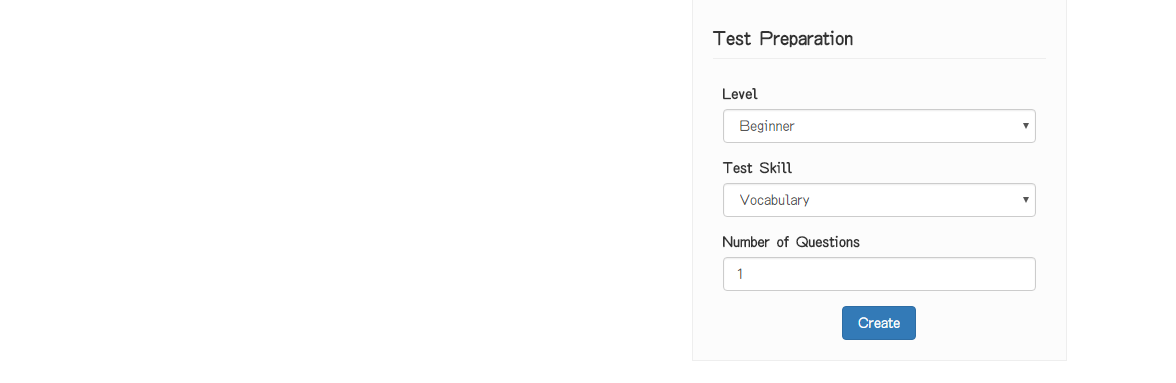 Test Preparation
Level
Beginner
Test Skill
Vocabulary
Number of Questions
1
Create